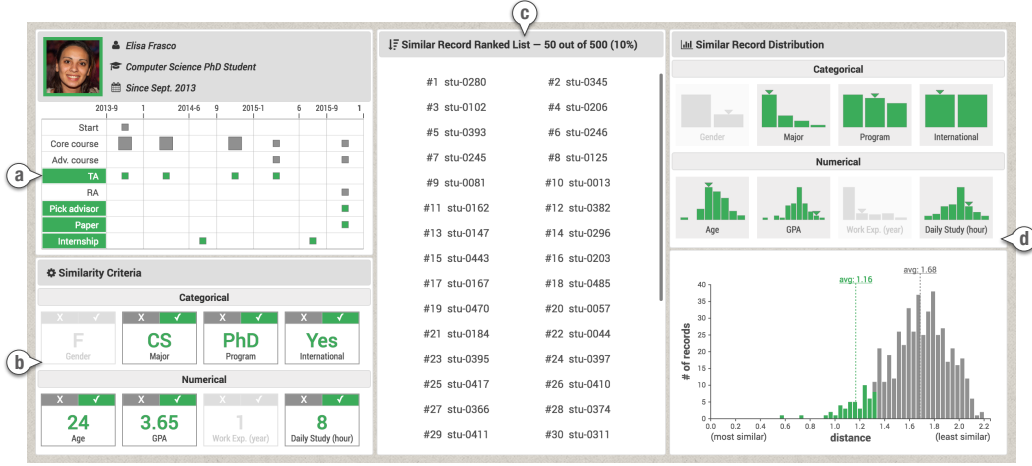 c
Elisa Frasco
Computer Science PhD Student
Since Sept. 2013
2013-9 1 2014-6 9 2015-1 6 2015-9 1
Start
Core course
Adv. course
a
TA
RA
Pick advisor
Paper
Internship
Similarity Criteria
Categorical
X ✓ X ✓ X ✓ X ✓
F CS PhD Yes
Gender Major Program International
b
Numerical
X ✓ X ✓ X ✓ X ✓
24 3.65 1 8
Age GPA Work Exp. (year) Daily Study (hour)
Similar Record Ranked List — 50 out of 500 (10%)
#1 stu-0280 #2 stu-0345
#3 stu-0102 #4 stu-0206
#5 stu-0393 #6 stu-0246
#7 stu-0245 #8 stu-0125
#9 stu-0081 #10 stu-0013
#11 stu-0162 #12 stu-0382
#13 stu-0147 #14 stu-0296
#15 stu-0443 #16 stu-0203
#17 stu-0167 #18 stu-0485
#19 stu-0470 #20 stu-0057
#21 stu-0184 #22 stu-0044
#23 stu-0395 #24 stu-0397
#25 stu-0417 #26 stu-0410
#27 stu-0366 #28 stu-0374
#29 stu-0411 #30 stu-0311
Similar Record Distribution
Categorical
Gender Major Program International
Numerical
Age GPA Work Exp. (year) Daily Study (hour)
d
avg: 1.68
avg: 1.16
# of records
40
35
30
25
20
15
10
5
0
0.0 0.2 0.4 0.6 0.8 1.0 1.2 1.4 1.6 1.8 2.0 2.2
(most similar) distance (least similar)